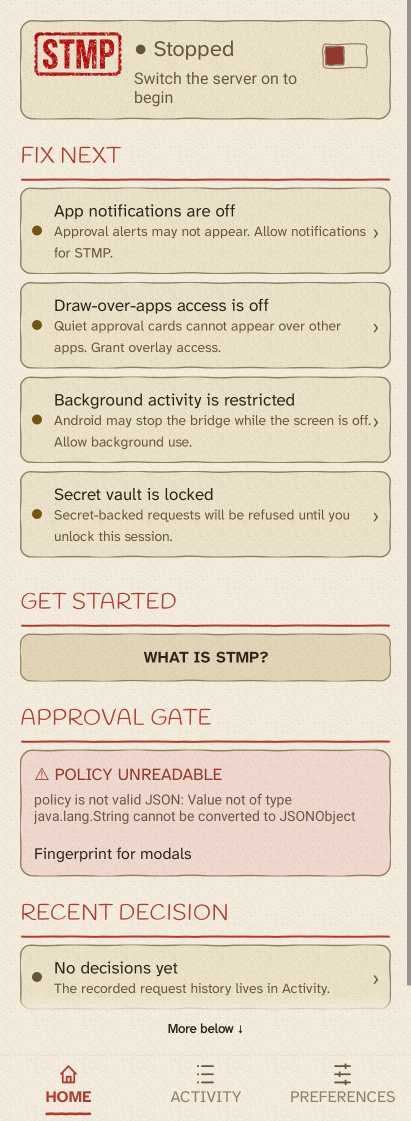 STMP
● Stopped
Switch the server on to
begin
FIX NEXT
App notifications are off
Approval alerts may not appear. Allow notifications
for STMP.
›
Draw-over-apps access is off
Quiet approval cards cannot appear over other
apps. Grant overlay access.
›
Background activity is restricted
Android may stop the bridge while the screen is off.
Allow background use.
›
Secret vault is locked
Secret-backed requests will be refused until you
unlock this session.
›
GET STARTED
WHAT IS STMP?
APPROVAL GATE
⚠ POLICY UNREADABLE
policy is not valid JSON: Value not of type
java.lang.String cannot be converted to JSONObject
Fingerprint for modals
RECENT DECISION
No decisions yet
The recorded request history lives in Activity.
›
More below ↓
HOME
ACTIVITY
PREFERENCES